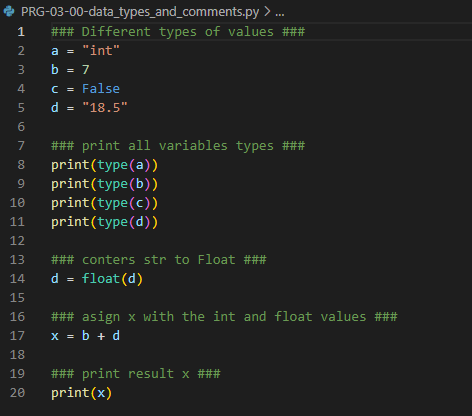 PRG-03-00-data_types_and_comments.py > ...
1 ### Different types of values ###
2 a = "int"
3 b = 7
4 c = False
5 d = "18.5"
6
7 ### print all variables types ###
8 print(type(a))
9 print(type(b))
10 print(type(c))
11 print(type(d))
12
13 ### conters str to Float ###
14 d = float(d)
15
16 ### asign x with the int and float values ###
17 x = b + d
18
19 ### print result x ###
20 print(x)